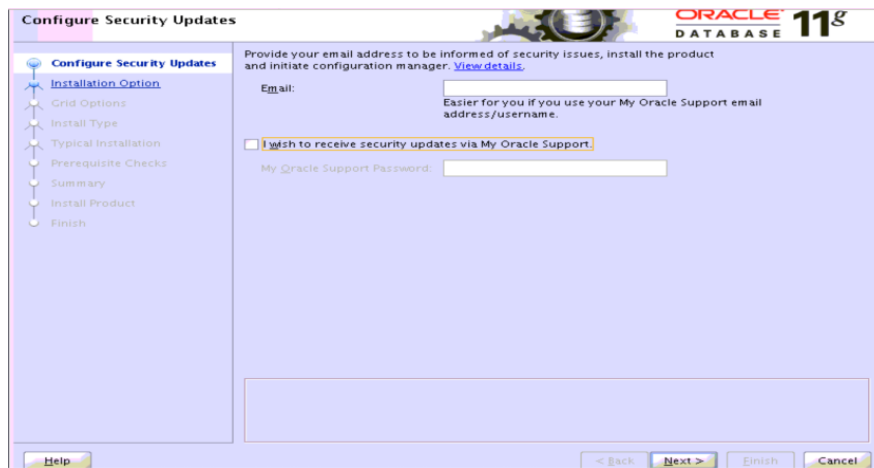 Configure Security Updates
ORACLE
DATABASE 11g
Configure Security Updates
Installation Option
Grid Options
Install Type
Typical Installation
Prerequisite Checks
Summary
Install Product
Finish
Provide your email address to be informed of security issues, install the product
and initiate configuration manager. View details.
Email:
Easier for you if you use your My Oracle Support email
address/username.
I wish to receive security updates via My Oracle Support.
My Oracle Support Password:
Help
< Back
Next >
Finish
Cancel